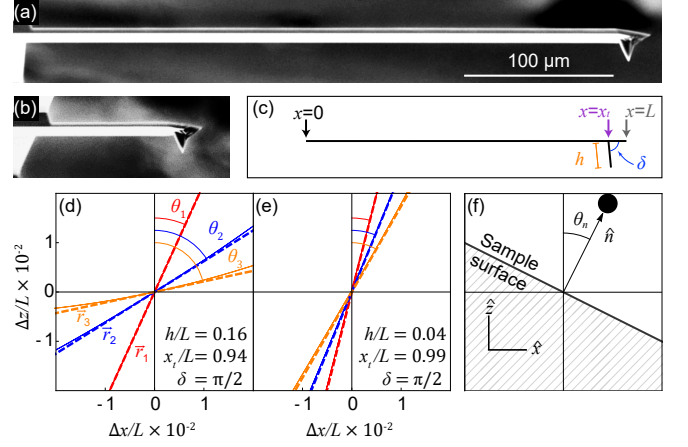 (a)
100 µm
(b)
(c)
x=0
x=xₜ
x=L
h
δ
(d)
θ₁
θ₂
θ₃
r⃗₃
r⃗₂
r⃗₁
h/L = 0.16
xₜ/L = 0.94
δ = π/2
1
0
-1
Δz/L × 10⁻²
-1
0
1
Δx/L × 10⁻²
(e)
h/L = 0.04
xₜ/L = 0.99
δ = π/2
-1
0
1
Δx/L × 10⁻²
(f)
θₙ
n̂
Sample
surface
ẑ
x̂